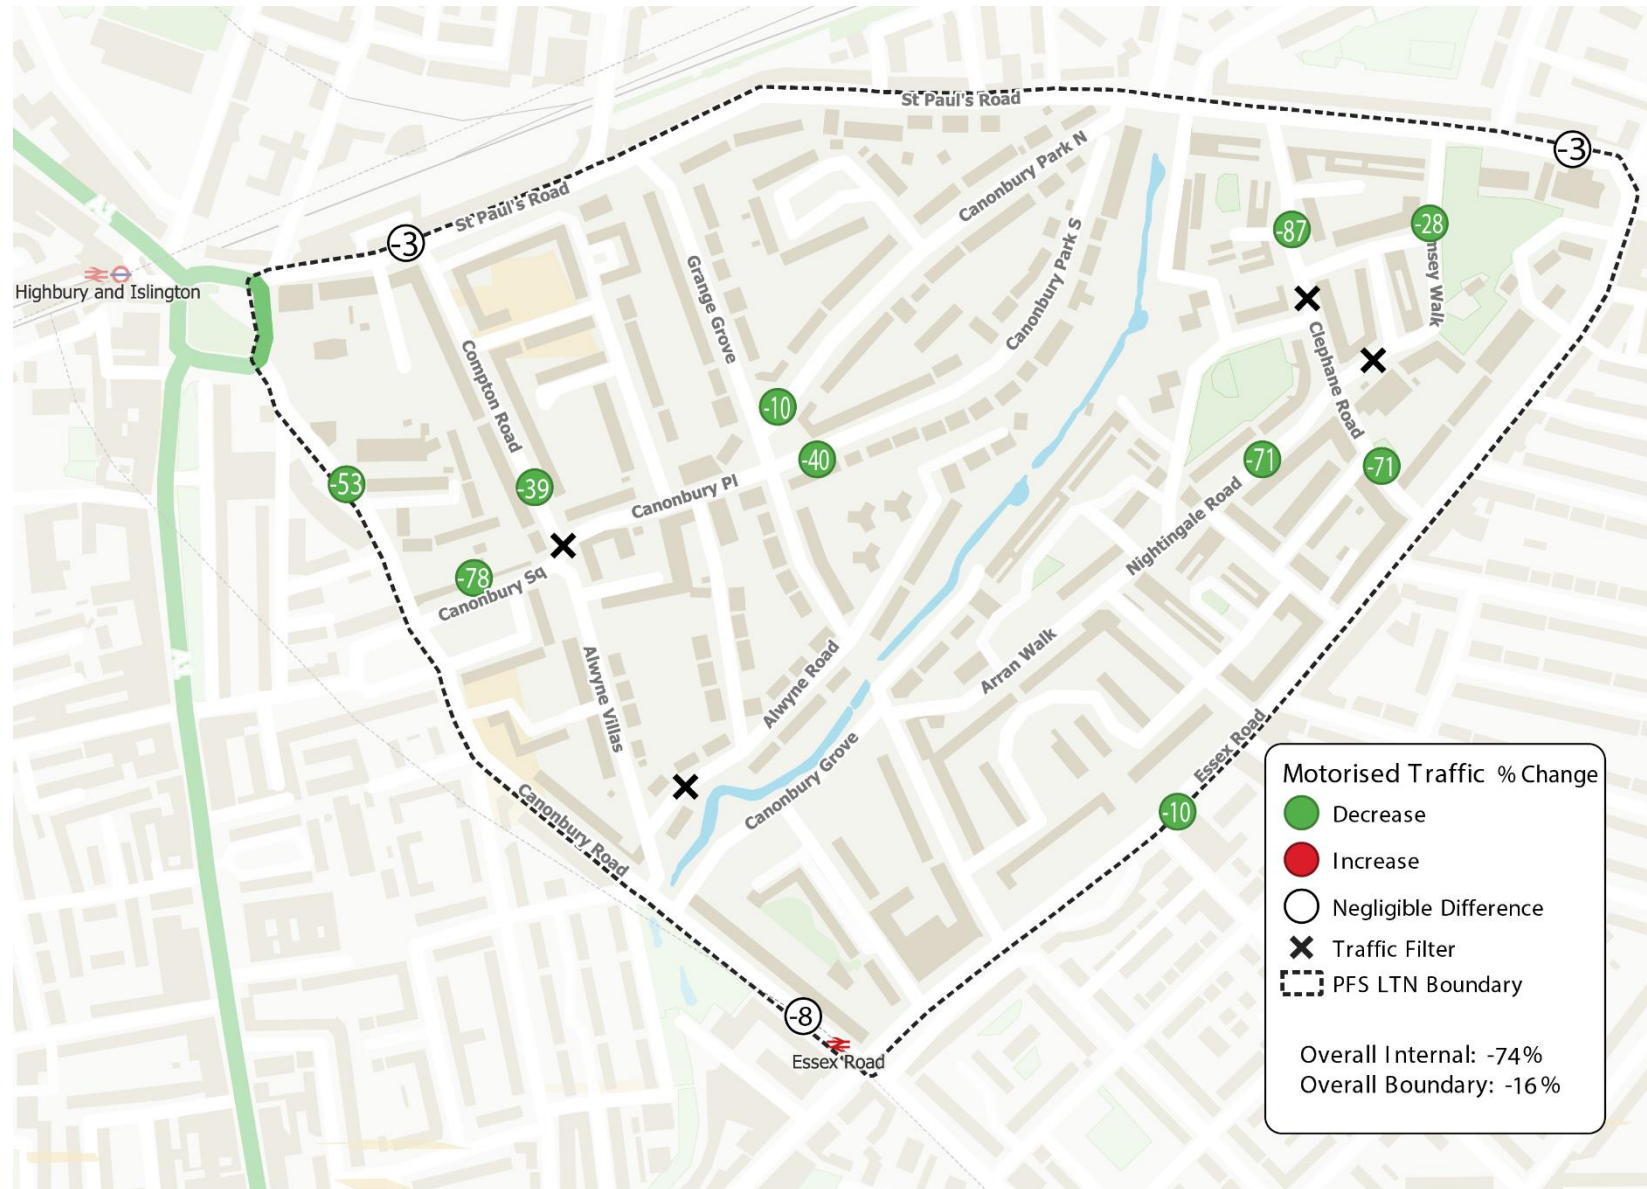 St Paul's Road
-3
Canonbury Park N
St Paul's Road
-3
A1
Highbury and Islington
-87
-28
Grange Grove
Canonbury Park S
msey Walk
Compton Road
Clephane Road
-10
-40
-53
-39
Canonbury Pl
-71
-71
Nightingale Road
-78
Canonbury Sq
Alwyne Villas
Alwyne Road
Arran Walk
A1
Canonbury Grove
Essex Road
Canonbury Road
-10
-8
Essex Road
Motorised Traffic % Change
Decrease
Increase
Negligible Difference
Traffic Filter
PFS LTN Boundary
Overall Internal: -74%
Overall Boundary: -16%